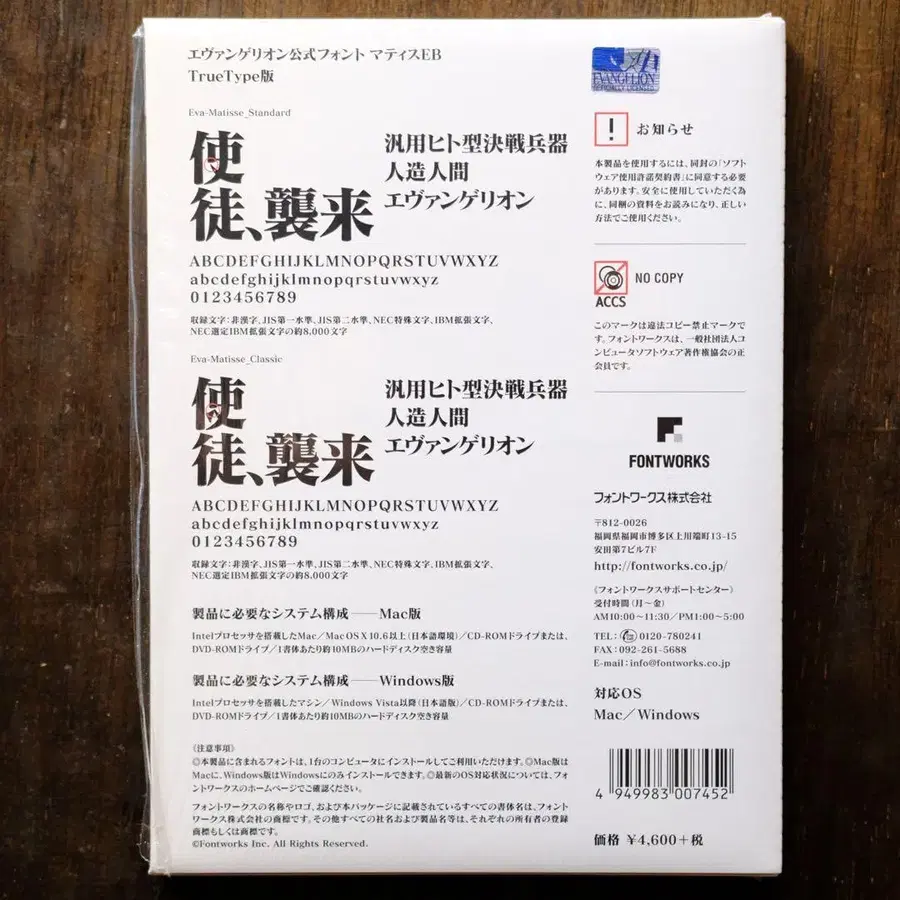 エヴァンゲリオン公式フォント マティスEB
TrueType版
Eva-Matisse_Standard
使
徒、襲来
汎用ヒト型決戦兵器
人造人間
エヴァンゲリオン
ABCDEFGHIJKLMNOPQRSTUVWXYZ
abcdefghijklmnopqrstuvwxyz
0123456789
収録文字：非漢字、JIS第一水準、JIS第二水準、NEC特殊文字、IBM拡張文字、
NEC選定IBM拡張文字の約8,000文字
Eva-Matisse_Classic
使
徒、襲来
汎用ヒト型決戦兵器
人造人間
エヴァンゲリオン
ABCDEFGHIJKLMNOPQRSTUVWXYZ
abcdefghijklmnopqrstuvwxyz
0123456789
収録文字：非漢字、JIS第一水準、JIS第二水準、NEC特殊文字、IBM拡張文字、
NEC選定IBM拡張文字の約8,000文字
製品に必要なシステム構成──Mac版
Intelプロセッサを搭載したMac／Mac OS X 10.6以上（日本語環境）／CD-ROMドライブまたは、
DVD-ROMドライブ／1書体あたり約10MBのハードディスク空き容量
製品に必要なシステム構成──Windows版
Intelプロセッサを搭載したマシン／Windows Vista以降（日本語版）／CD-ROMドライブまたは、
DVD-ROMドライブ／1書体あたり約10MBのハードディスク空き容量
《注意事項》
◎本製品に含まれるフォントは、1台のコンピュータにインストールしてご利用いただけます。◎Mac版は
Macに、Windows版はWindowsにのみインストールできます。◎最新のOS対応状況については、フォ
ントワークスのホームページでご確認ください。
フォントワークスの名称やロゴ、および本パッケージに記載されているすべての書体名は、フォント
ワークス株式会社の商標です。その他すべての社名および製品名等は、それぞれの所有者の登録
商標もしくは商標です。
©Fontworks Inc. All Rights Reserved.
EVANGELION
!
お知らせ
本製品を使用するには、同封の「ソフト
ウェア使用許諾契約書」に同意する必要
があります。安全に使用していただく為
に、同梱の資料をお読みになり、正しい
方法でご使用ください。
NO COPY
ACCS
このマークは違法コピー禁止マークで
す。フォントワークスは、一般社団法人コ
ンピュータソフトウェア著作権協会の正
会員です。
FONTWORKS
フォントワークス株式会社
〒812-0026
福岡県福岡市博多区上川端町13-15
安田第7ビル7F
http://fontworks.co.jp/
《フォントワークスサポートセンター》
受付時間（月〜金）
AM10:00〜11:30／PM1:00〜5:00
TEL：0120-780241
FAX：092-261-5688
E-mail：info@fontworks.co.jp
対応OS
Mac／Windows
4 949983 007452
価格 ¥4,600+税